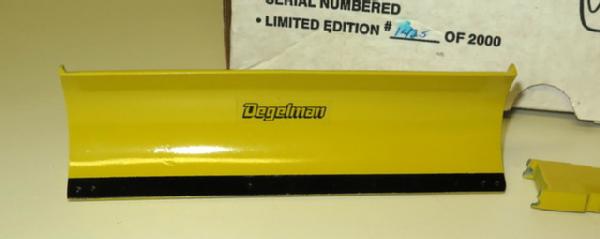 SERIAL NUMBERED
• LIMITED EDITION # 1425 OF 2000
Degelman